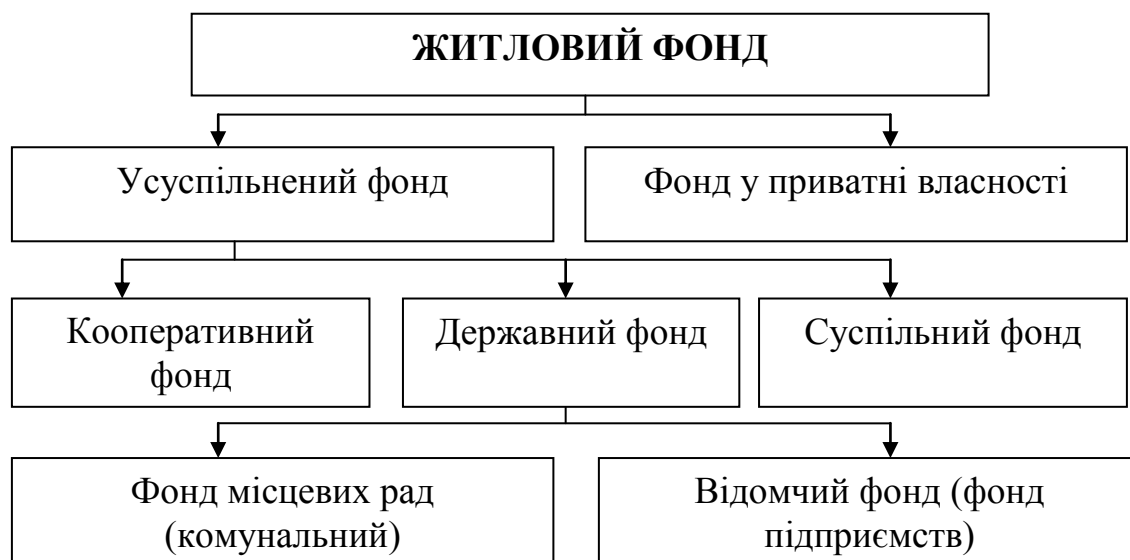 ЖИТЛОВИЙ ФОНД
Усуспільнений фонд
Фонд у приватні власності
Кооперативний
фонд
Державний фонд
Суспільний фонд
Фонд місцевих рад
(комунальний)
Відомчий фонд (фонд
підприємств)